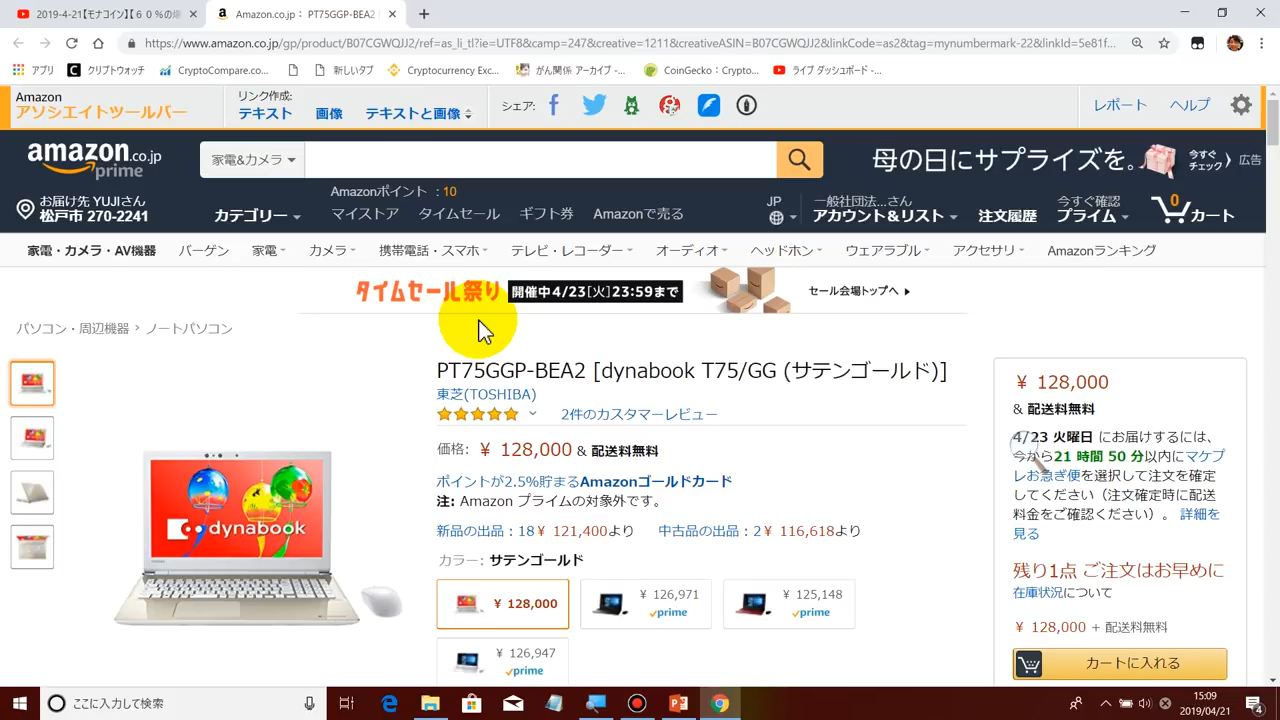 2019-4-21【モナコイン】【６０%の爆
Amazon.co.jp： PT75GGP-BEA2
https://www.amazon.co.jp/gp/product/B07CGWQJJ2/ref=as_li_tl?ie=UTF8&camp=247&creative=1211&creativeASIN=B07CGWQJJ2&linkCode=as2&tag=mynumbermark-22&linkId=5e81f...
アプリ
クリプトウォッチ
CryptoCompare.co...
新しいタブ
Cryptocurrency Exc...
がん関係 アーカイブ -...
CoinGecko: Crypto...
ライブ ダッシュボード -...
Amazon
アソシエイトツールバー
リンク作成:
テキスト 画像 テキストと画像
シェア:
レポート ヘルプ
amazon.co.jp
prime
家電&カメラ
母の日にサプライズを。
今すぐ
チェック
広告
お届け先 YUJIさん
松戸市 270-2241
カテゴリー
Amazonポイント：10
マイストア タイムセール ギフト券 Amazonで売る
JP
一般社団法...さん
アカウント&リスト
注文履歴
今すぐ確認
プライム
0
カート
家電・カメラ・AV機器 バーゲン 家電 カメラ 携帯電話・スマホ テレビ・レコーダー オーディオ ヘッドホン ウェアラブル アクセサリ Amazonランキング
タイムセール祭り 開催中4/23[火]23:59まで
セール会場トップへ
パソコン・周辺機器 › ノートパソコン
PT75GGP-BEA2 [dynabook T75/GG (サテンゴールド)]
東芝(TOSHIBA)
2件のカスタマーレビュー
価格: ￥ 128,000 & 配送料無料
ポイントが2.5%貯まるAmazonゴールドカード
注: Amazon プライムの対象外です。
新品の出品：18￥ 121,400より
中古品の出品：2￥ 116,618より
カラー: サテンゴールド
￥ 128,000
￥ 126,971
prime
￥ 125,148
prime
￥ 126,947
prime
dynabook
￥ 128,000
& 配送料無料
4/23 火曜日 にお届けするには、
今から21 時間 50 分以内にマケプ
レお急ぎ便を選択して注文を確定
してください（注文確定時に配送
料金をご確認ください）。 詳細を
見る
残り1点 ご注文はお早めに
在庫状況について
￥ 128,000 + 配送料無料
カートに入れる
ここに入力して検索
15:09
2019/04/21
4